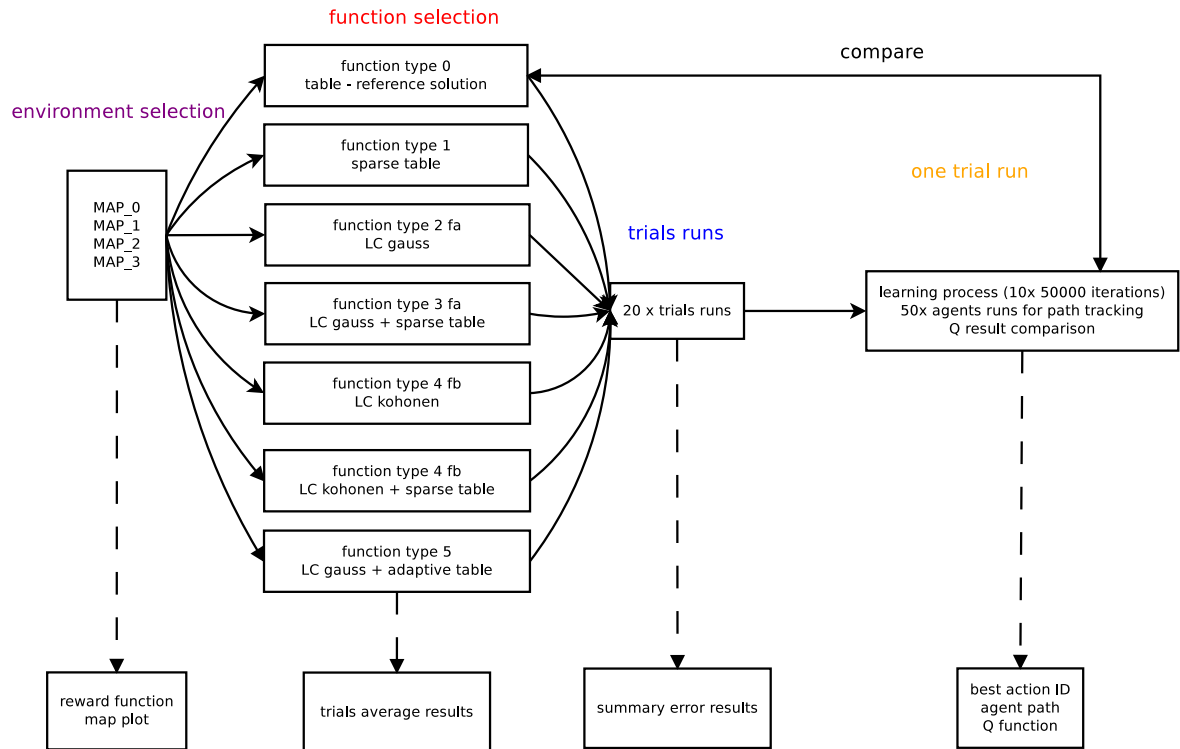 function selection
function type 0
table - reference solution
compare
environment selection
function type 1
sparse table
one trial run
MAP_0
MAP_1
MAP_2
MAP_3
function type 2 fa
LC gauss
trials runs
function type 3 fa
LC gauss + sparse table
20 x trials runs
learning process (10x 50000 iterations)
50x agents runs for path tracking
Q result comparison
function type 4 fb
LC kohonen
function type 4 fb
LC kohonen + sparse table
function type 5
LC gauss + adaptive table
reward function
map plot
trials average results
summary error results
best action ID
agent path
Q function